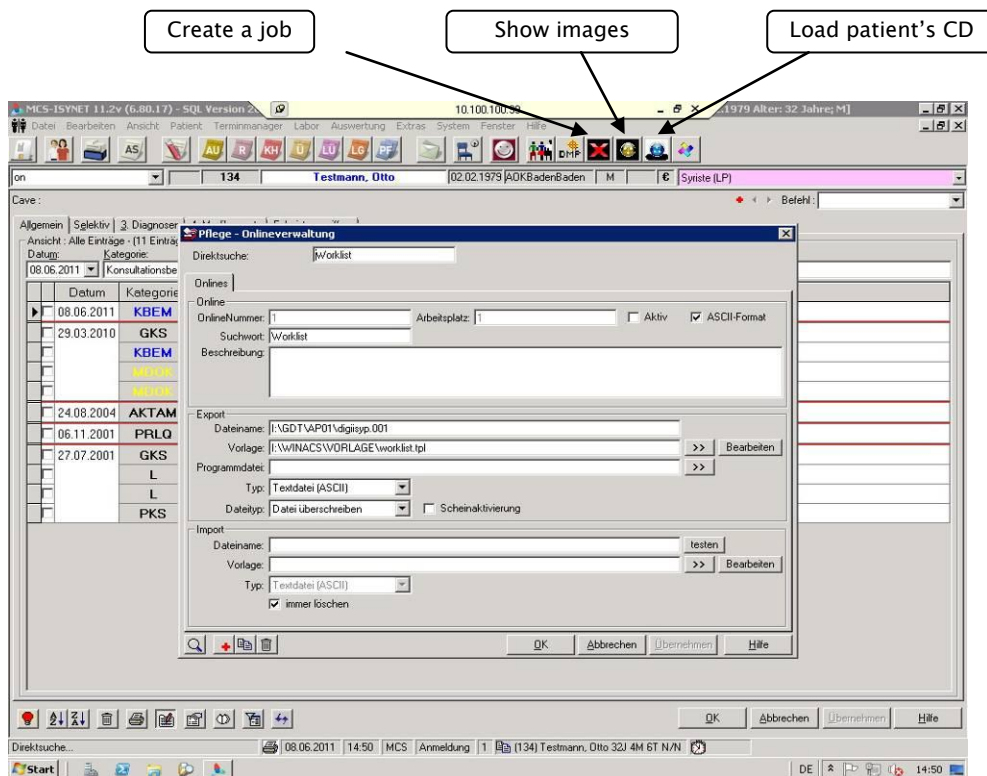 Create a job
Show images
Load patient's CD
MCS-ISYNET 11.2v (6.80.17) - SQL Version 2
10.100.100.99
1979 Alter: 32 Jahre; M]
Datei Bearbeiten Ansicht Patient Terminmanager Labor Auswertung Extras System Fenster Hilfe
AS AU R KH Ü LÜ LG PF DMP
on 134 Testmann, Otto 02.02.1979 AOKBadenBaden M € Syriste (LP)
Cave : Befehl :
Allgemein Selektiv 3. Diagnosen
Ansicht : Alle Einträge - (11 Einträg
Datum: Kategorie:
08.06.2011 Konsultationsbe
Datum Kategorie
08.06.2011 KBEM
29.03.2010 GKS
KBEM
MDOK
MDOK
24.08.2004 AKTAM
06.11.2001 PRLQ
27.07.2001 GKS
L
L
PKS
Pflege - Onlineverwaltung
Direktsuche: Worklist
Onlines
Online
OnlineNummer: 1 Arbeitsplatz: 1 Aktiv ASCII-Format
Suchwort: Worklist
Beschreibung:
Export
Dateiname: I:\GDT\AP01\digiisyp.001
Vorlage: I:\WINACS\VORLAGE\worklist.tpl >> Bearbeiten
Programmdatei: >>
Typ: Textdatei (ASCII)
Dateityp: Datei überschreiben Scheinaktivierung
Import
Dateiname: testen
Vorlage: >> Bearbeiten
Typ: Textdatei (ASCII)
immer löschen
OK Abbrechen Übernehmen Hilfe
OK Abbrechen Übernehmen Hilfe
Direktsuche... 08.06.2011 14:50 MCS Anmeldung 1 (134) Testmann, Otto 32J 4M 6T N/N
Start DE 14:50